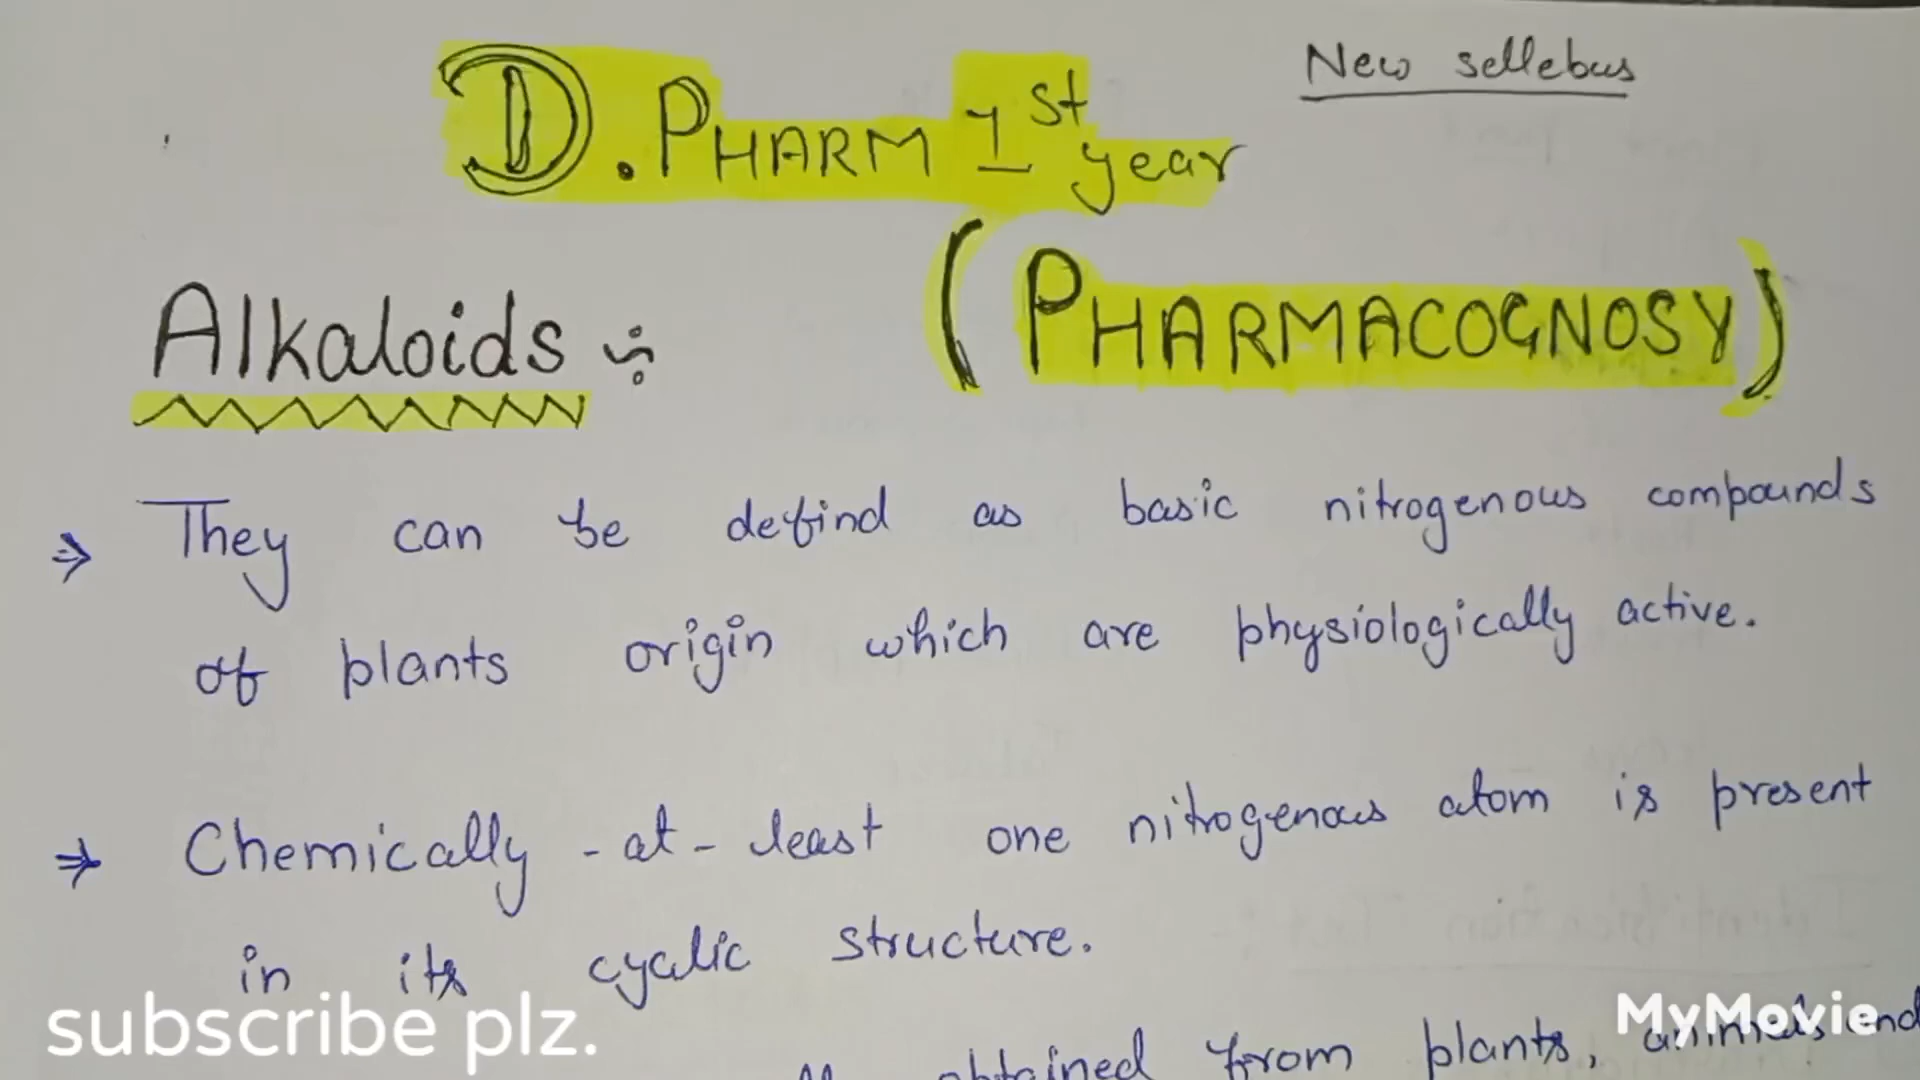 New sellebus
D. PHARM 1st year
(PHARMACOGNOSY)
Alkaloids
⇒ They can be defind as basic nitrogenous compounds
of plants origin which are physiologically active.
⇒ Chemically - at - least one nitrogenous atom is present
in its cyclic structure.
obtained from plants, animals and
subscribe plz.
MyMovie